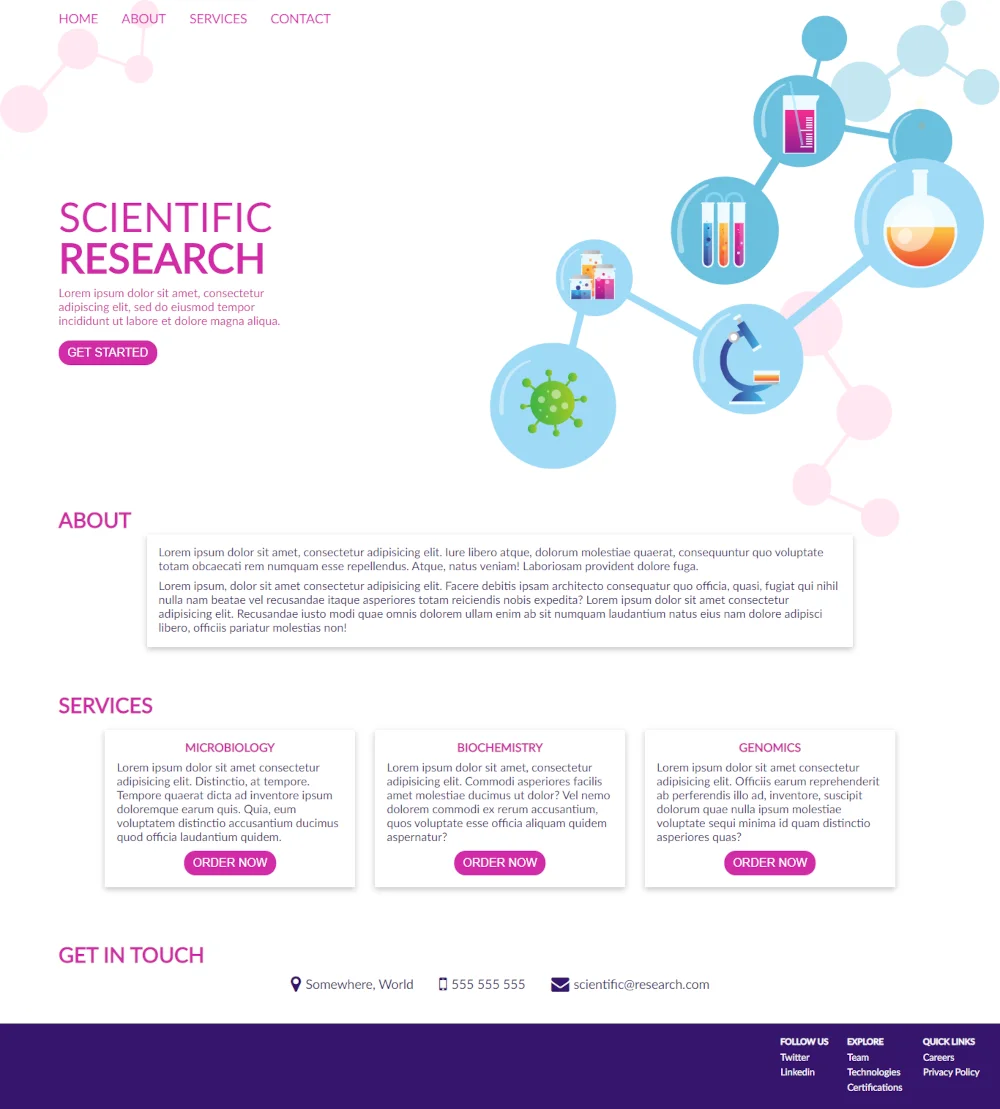 HOME ABOUT SERVICES CONTACT
SCIENTIFIC
RESEARCH
Lorem ipsum dolor sit amet, consectetur
adipiscing elit, sed do eiusmod tempor
incididunt ut labore et dolore magna aliqua.
GET STARTED
ABOUT
Lorem ipsum dolor sit amet, consectetur adipisicing elit. Iure libero atque, dolorum molestiae quaerat, consequuntur quo voluptate
totam obcaecati rem numquam esse repellendus. Atque, natus veniam! Laboriosam provident dolore fuga.
Lorem ipsum, dolor sit amet consectetur adipisicing elit. Facere debitis ipsam architecto consequatur quo officia, quasi, fugiat qui nihil
nulla nam beatae vel recusandae itaque asperiores totam reiciendis nobis expedita? Lorem ipsum dolor sit amet consectetur
adipisicing elit. Recusandae iusto modi quae omnis dolorem ullam enim ab sit numquam laudantium natus eius nam dolore adipisci
libero, officiis pariatur molestias non!
SERVICES
MICROBIOLOGY
Lorem ipsum dolor sit amet consectetur
adipisicing elit. Distinctio, at tempore.
Tempore quaerat dicta ad inventore ipsum
doloremque earum quis. Quia, eum
voluptatem distinctio accusantium ducimus
quod officia laudantium quidem.
ORDER NOW
BIOCHEMISTRY
Lorem ipsum dolor sit amet, consectetur
adipisicing elit. Commodi asperiores facilis
amet molestiae ducimus ut dolor? Vel nemo
dolorem commodi ex rerum accusantium,
quos voluptate esse officia aliquam quidem
aspernatur?
ORDER NOW
GENOMICS
Lorem ipsum dolor sit amet consectetur
adipisicing elit. Officiis earum reprehenderit
ab perferendis illo ad, inventore, suscipit
dolorum quae nulla ipsum molestiae
voluptate sequi minima id quam distinctio
asperiores quas?
ORDER NOW
GET IN TOUCH
Somewhere, World 555 555 555 scientific@research.com
FOLLOW US
Twitter
Linkedin
EXPLORE
Team
Technologies
Certifications
QUICK LINKS
Careers
Privacy Policy